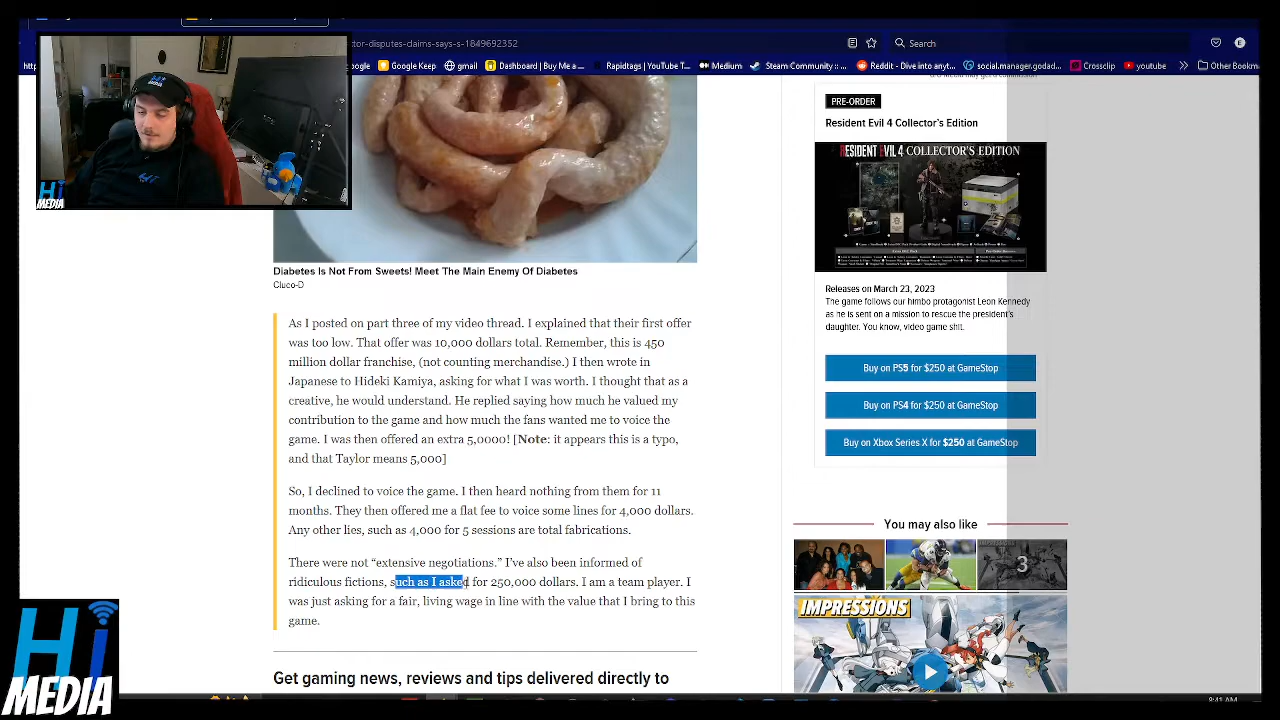 ctor-disputes-claims-says-s-1849692352
Search
E
Google Keep
gmail
Dashboard | Buy Me a ...
Rapidtags | YouTube T...
Medium
Steam Community :: ...
Reddit - Dive into anyt...
social.manager.godad...
Crossclip
youtube
Other Bookm
PRE-ORDER
Resident Evil 4 Collector's Edition
RESIDENT EVIL 4 COLLECTOR'S EDITION
Releases on March 23, 2023
The game follows our himbo protagonist Leon Kennedy
as he is sent on a mission to rescue the president's
daughter. You know, video game shit.
Buy on PS5 for $250 at GameStop
Buy on PS4 for $250 at GameStop
Buy on Xbox Series X for $250 at GameStop
Diabetes Is Not From Sweets! Meet The Main Enemy Of Diabetes
Cluco-D
As I posted on part three of my video thread. I explained that their first offer
was too low. That offer was 10,000 dollars total. Remember, this is 450
million dollar franchise, (not counting merchandise.) I then wrote in
Japanese to Hideki Kamiya, asking for what I was worth. I thought that as a
creative, he would understand. He replied saying how much he valued my
contribution to the game and how much the fans wanted me to voice the
game. I was then offered an extra 5,0000! [Note: it appears this is a typo,
and that Taylor means 5,000]
So, I declined to voice the game. I then heard nothing from them for 11
months. They then offered me a flat fee to voice some lines for 4,000 dollars.
Any other lies, such as 4,000 for 5 sessions are total fabrications.
There were not “extensive negotiations.” I've also been informed of
ridiculous fictions, such as I asked for 250,000 dollars. I am a team player. I
was just asking for a fair, living wage in line with the value that I bring to this
game.
Get gaming news, reviews and tips delivered directly to
You may also like
3
IMPRESSIONS
Hi
MEDIA
Hi
MEDIA
8:41 AM